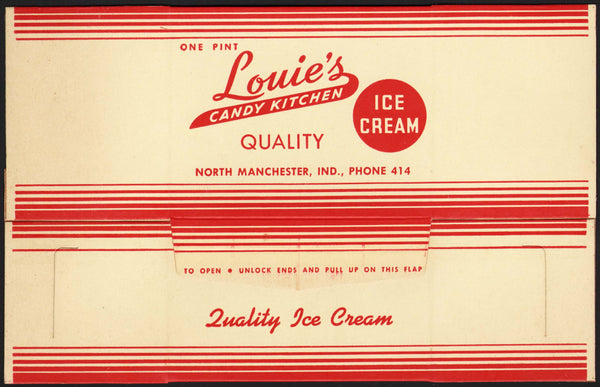 ONE PINT
Louie's
CANDY KITCHEN
ICE
CREAM
QUALITY
NORTH MANCHESTER, IND., PHONE 414
TO OPEN • UNLOCK ENDS AND PULL UP ON THIS FLAP
Quality Ice Cream